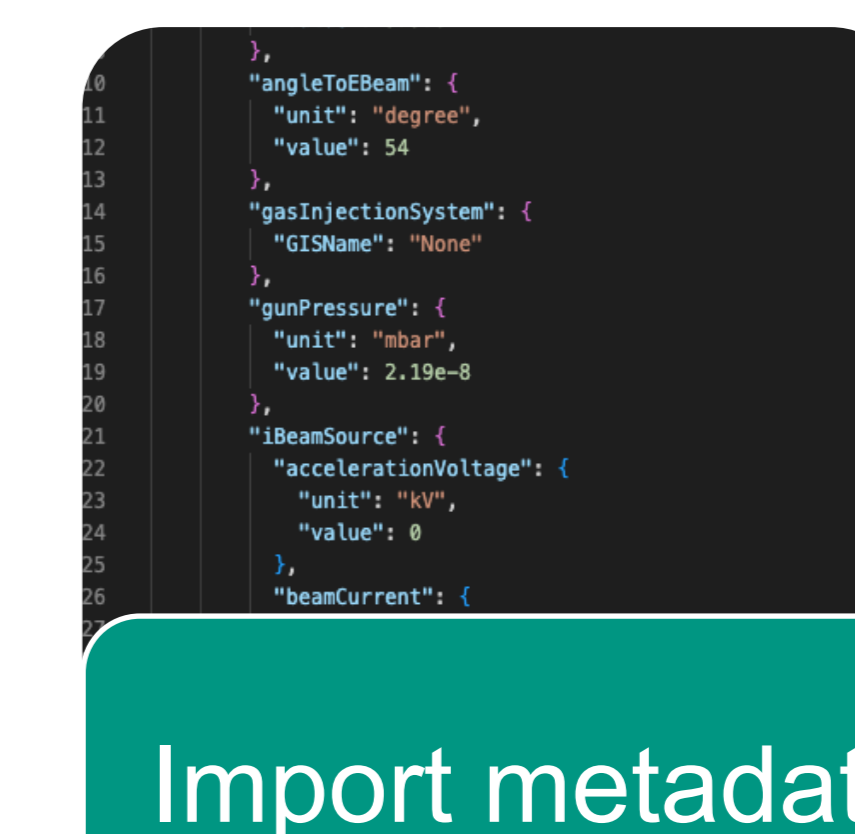 },
10 "angleToEBeam": {
11 "unit": "degree",
12 "value": 54
13 },
14 "gasInjectionSystem": {
15 "GISName": "None"
16 },
17 "gunPressure": {
18 "unit": "mbar",
19 "value": 2.19e-8
20 },
21 "iBeamSource": {
22 "accelerationVoltage": {
23 "unit": "kV",
24 "value": 0
25 },
26 "beamCurrent": {
27
Import metadat